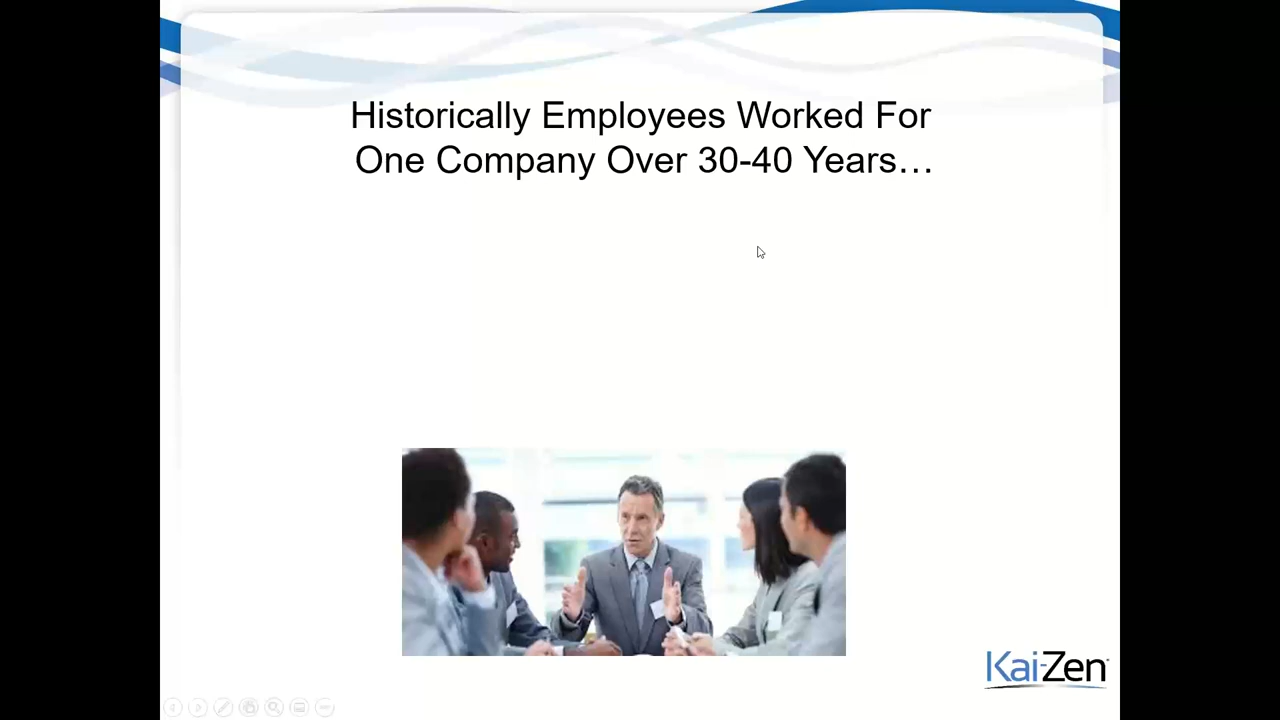 Historically Employees Worked For
One Company Over 30-40 Years…
Kai-Zen